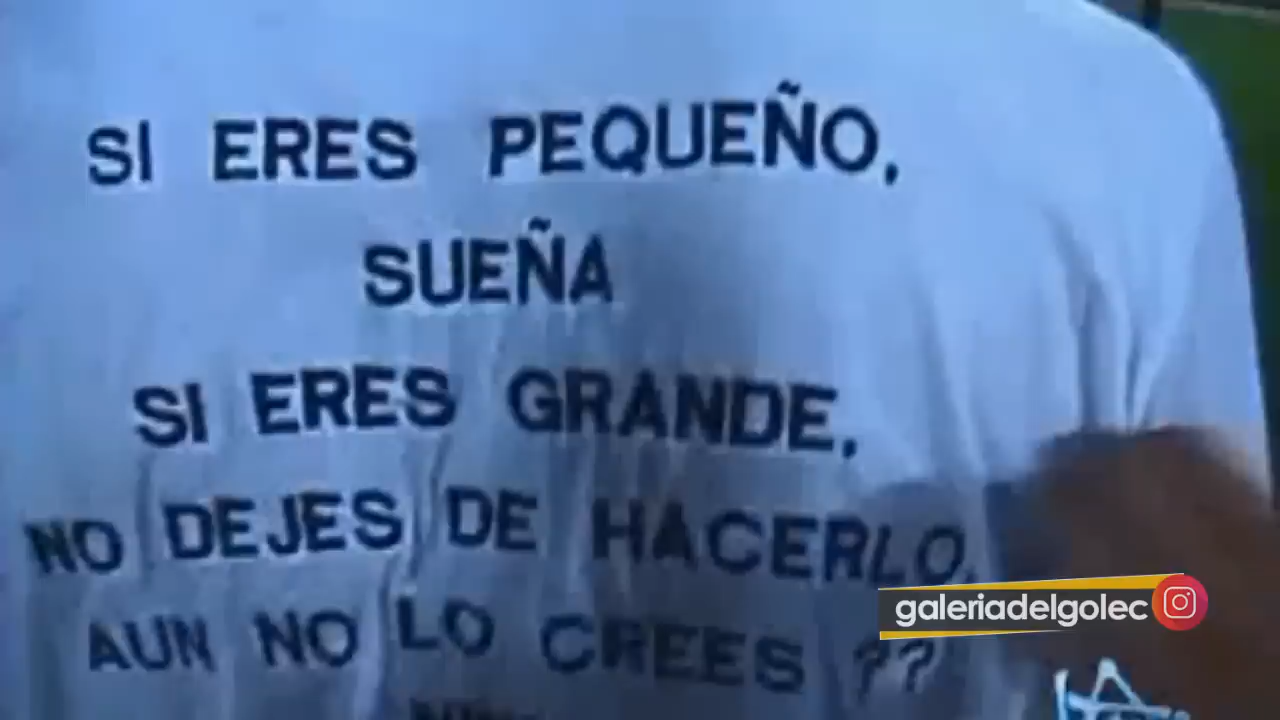 SI ERES PEQUEÑO,
SUEÑA
SI ERES GRANDE,
NO DEJES DE HACERLO,
AUN NO LO CREES ??
galeriadelgolec